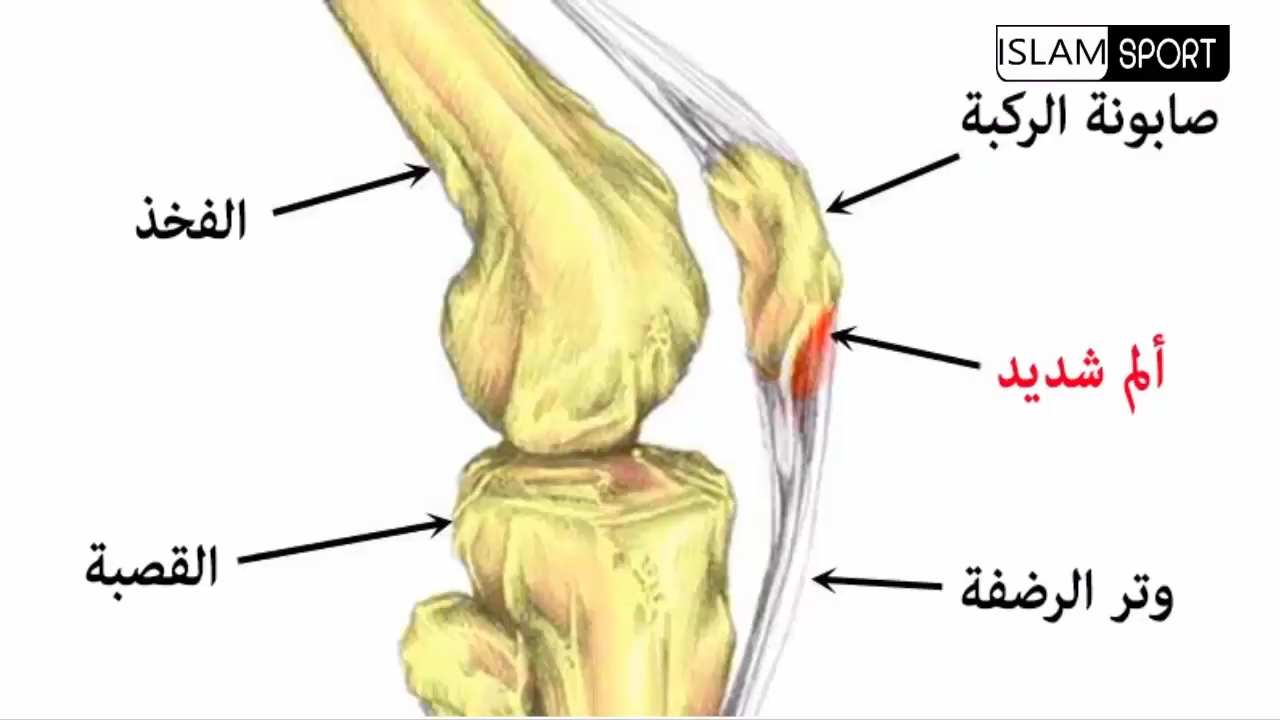 ISLAM SPORT
صابونة الركبة
الفخذ
ألم شديد
القصبة
وتر الرضفة